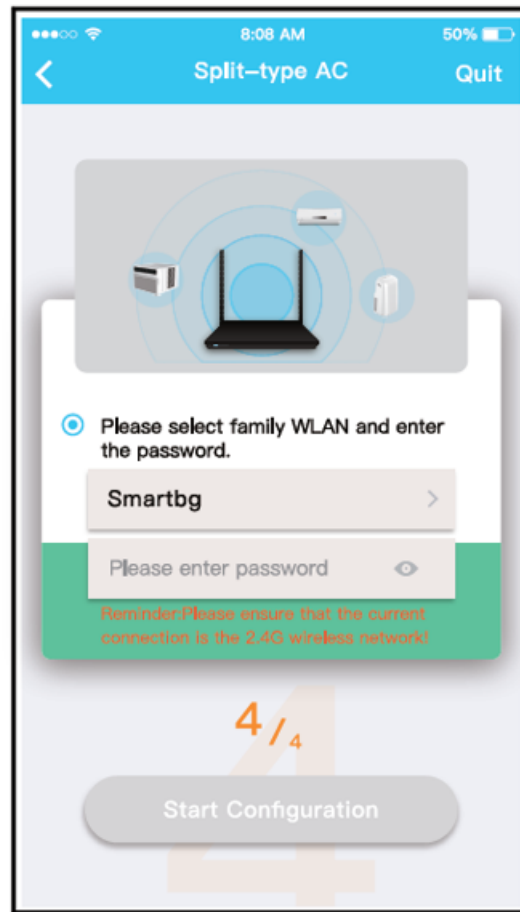 8:08 AM
50%
Split-type AC
Quit
Please select family WLAN and enter
the password.
Smartbg
Please enter password
Reminder:Please ensure that the current
connection is the 2.4G wireless network!
4/4
4
Start Configuration